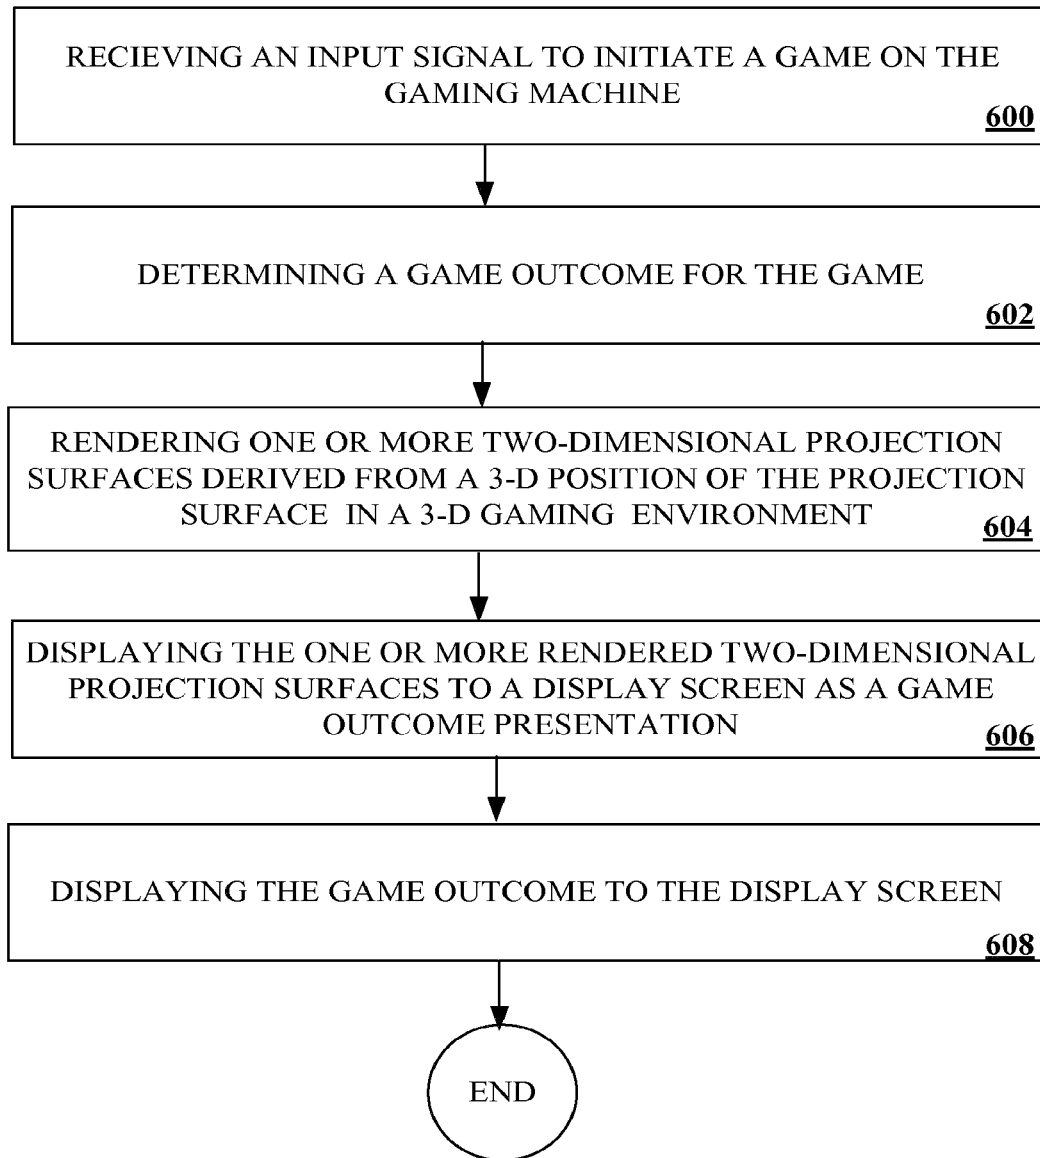 RECIEVING AN INPUT SIGNAL TO INITIATE A GAME ON THE
GAMING MACHINE
600
DETERMINING A GAME OUTCOME FOR THE GAME
602
RENDERING ONE OR MORE TWO-DIMENSIONAL PROJECTION
SURFACES DERIVED FROM A 3-D POSITION OF THE PROJECTION
SURFACE IN A 3-D GAMING ENVIRONMENT
604
DISPLAYING THE ONE OR MORE RENDERED TWO-DIMENSIONAL
PROJECTION SURFACES TO A DISPLAY SCREEN AS A GAME
OUTCOME PRESENTATION
606
DISPLAYING THE GAME OUTCOME TO THE DISPLAY SCREEN
608
END